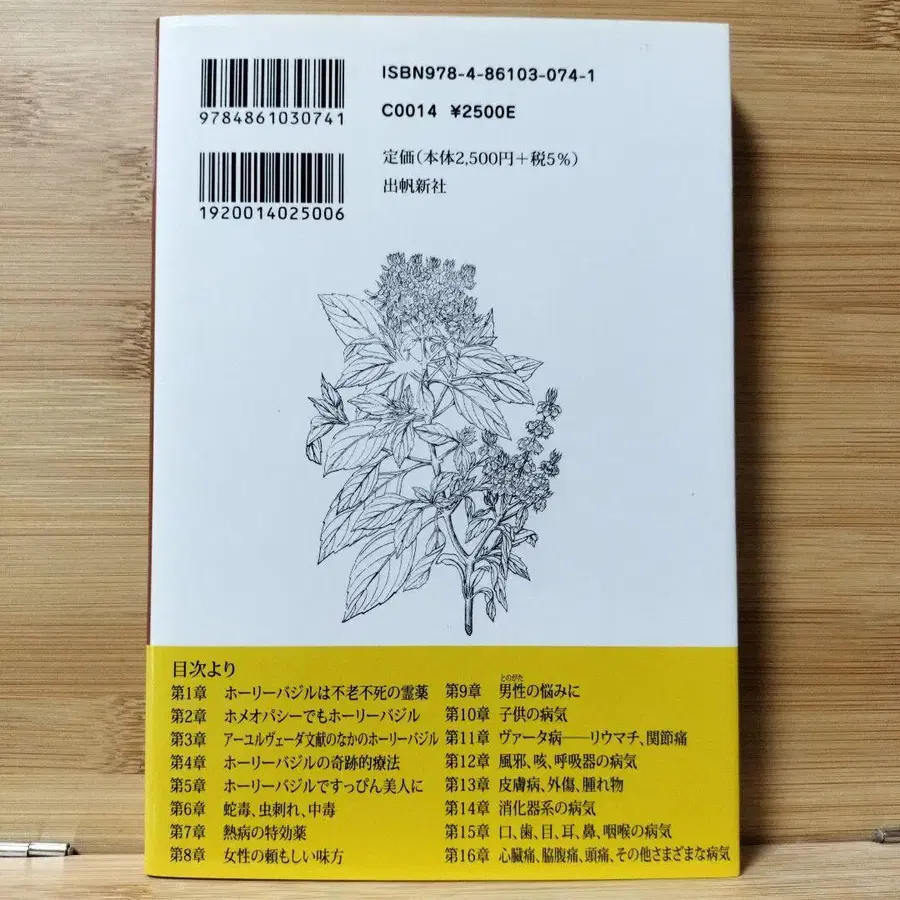 ISBN978-4-86103-074-1
9784861030741
C0014 ¥2500E
定価(本体2,500円+税5%)
出帆新社
1920014025006
目次より
第1章 ホーリーバジルは不老不死の霊薬
第2章 ホメオパシーでもホーリーバジル
第3章 アーユルヴェーダ文献のなかのホーリーバジル
第4章 ホーリーバジルの奇跡的療法
第5章 ホーリーバジルですっぴん美人に
第6章 蛇毒、虫刺れ、中毒
第7章 熱病の特効薬
第8章 女性の頼もしい味方
とのがた
第9章 男性の悩みに
第10章 子供の病気
第11章 ヴァータ病――リウマチ、関節痛
第12章 風邪、咳、呼吸器の病気
第13章 皮膚病、外傷、腫れ物
第14章 消化器系の病気
第15章 口、歯、目、耳、鼻、咽喉の病気
第16章 心臓痛、脇腹痛、頭痛、その他さまざまな病気